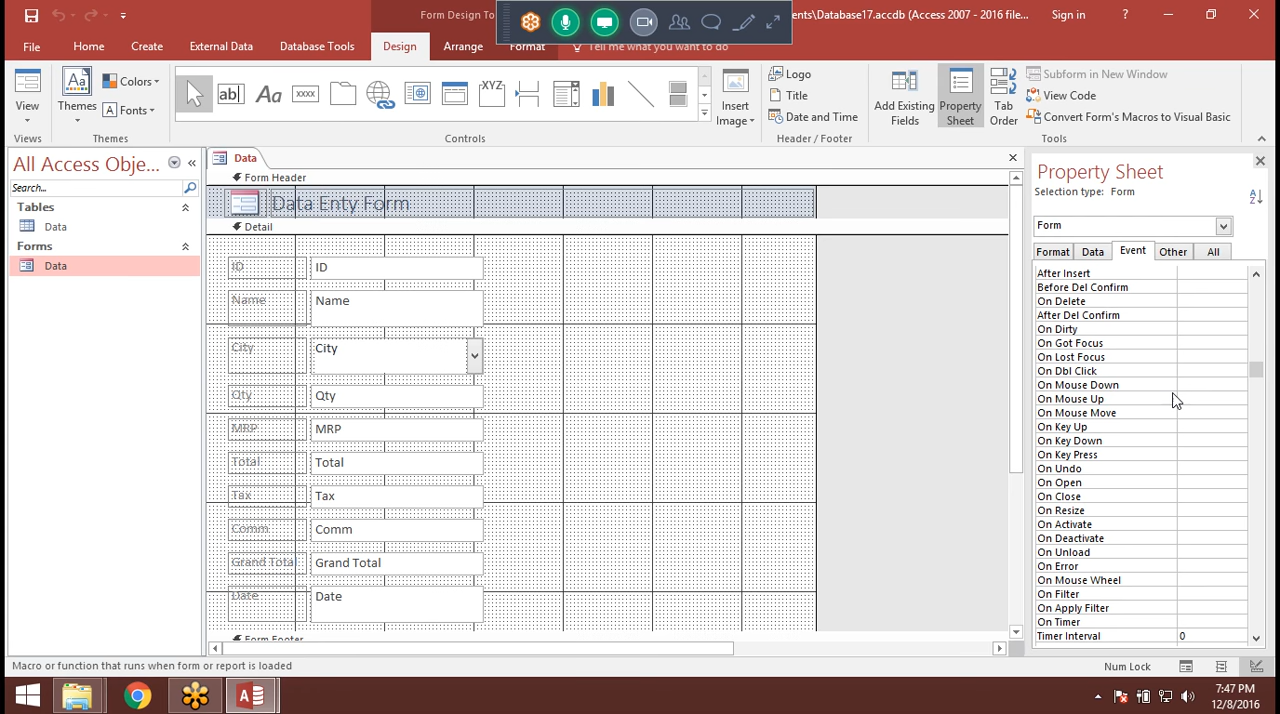 Form Design To
ents\Database17.accdb (Access 2007 - 2016 file...
Sign in
?
File
Home
Create
External Data
Database Tools
Design
Arrange
Format
Tell me what you want to do
View
Views
Aa
Themes
Colors
Fonts
Themes
ab
Aa
xxxx
XYZ
Controls
Insert
Image
Logo
Title
Date and Time
Header / Footer
Add Existing
Fields
Property
Sheet
Tab
Order
Subform in New Window
View Code
Convert Form's Macros to Visual Basic
Tools
All Access Obje...
Search...
Tables
Data
Forms
Data
Data
Form Header
Data Enty Form
Detail
ID
ID
Name
Name
City
City
Qty
Qty
MRP
MRP
Total
Total
Tax
Tax
Comm
Comm
Grand Total
Grand Total
Date
Date
Form Footer
Property Sheet
Selection type: Form
Form
Format
Data
Event
Other
All
After Insert
Before Del Confirm
On Delete
After Del Confirm
On Dirty
On Got Focus
On Lost Focus
On Dbl Click
On Mouse Down
On Mouse Up
On Mouse Move
On Key Up
On Key Down
On Key Press
On Undo
On Open
On Close
On Resize
On Activate
On Deactivate
On Unload
On Error
On Mouse Wheel
On Filter
On Apply Filter
On Timer
Timer Interval 0
Macro or function that runs when form or report is loaded
Num Lock
7:47 PM
12/8/2016